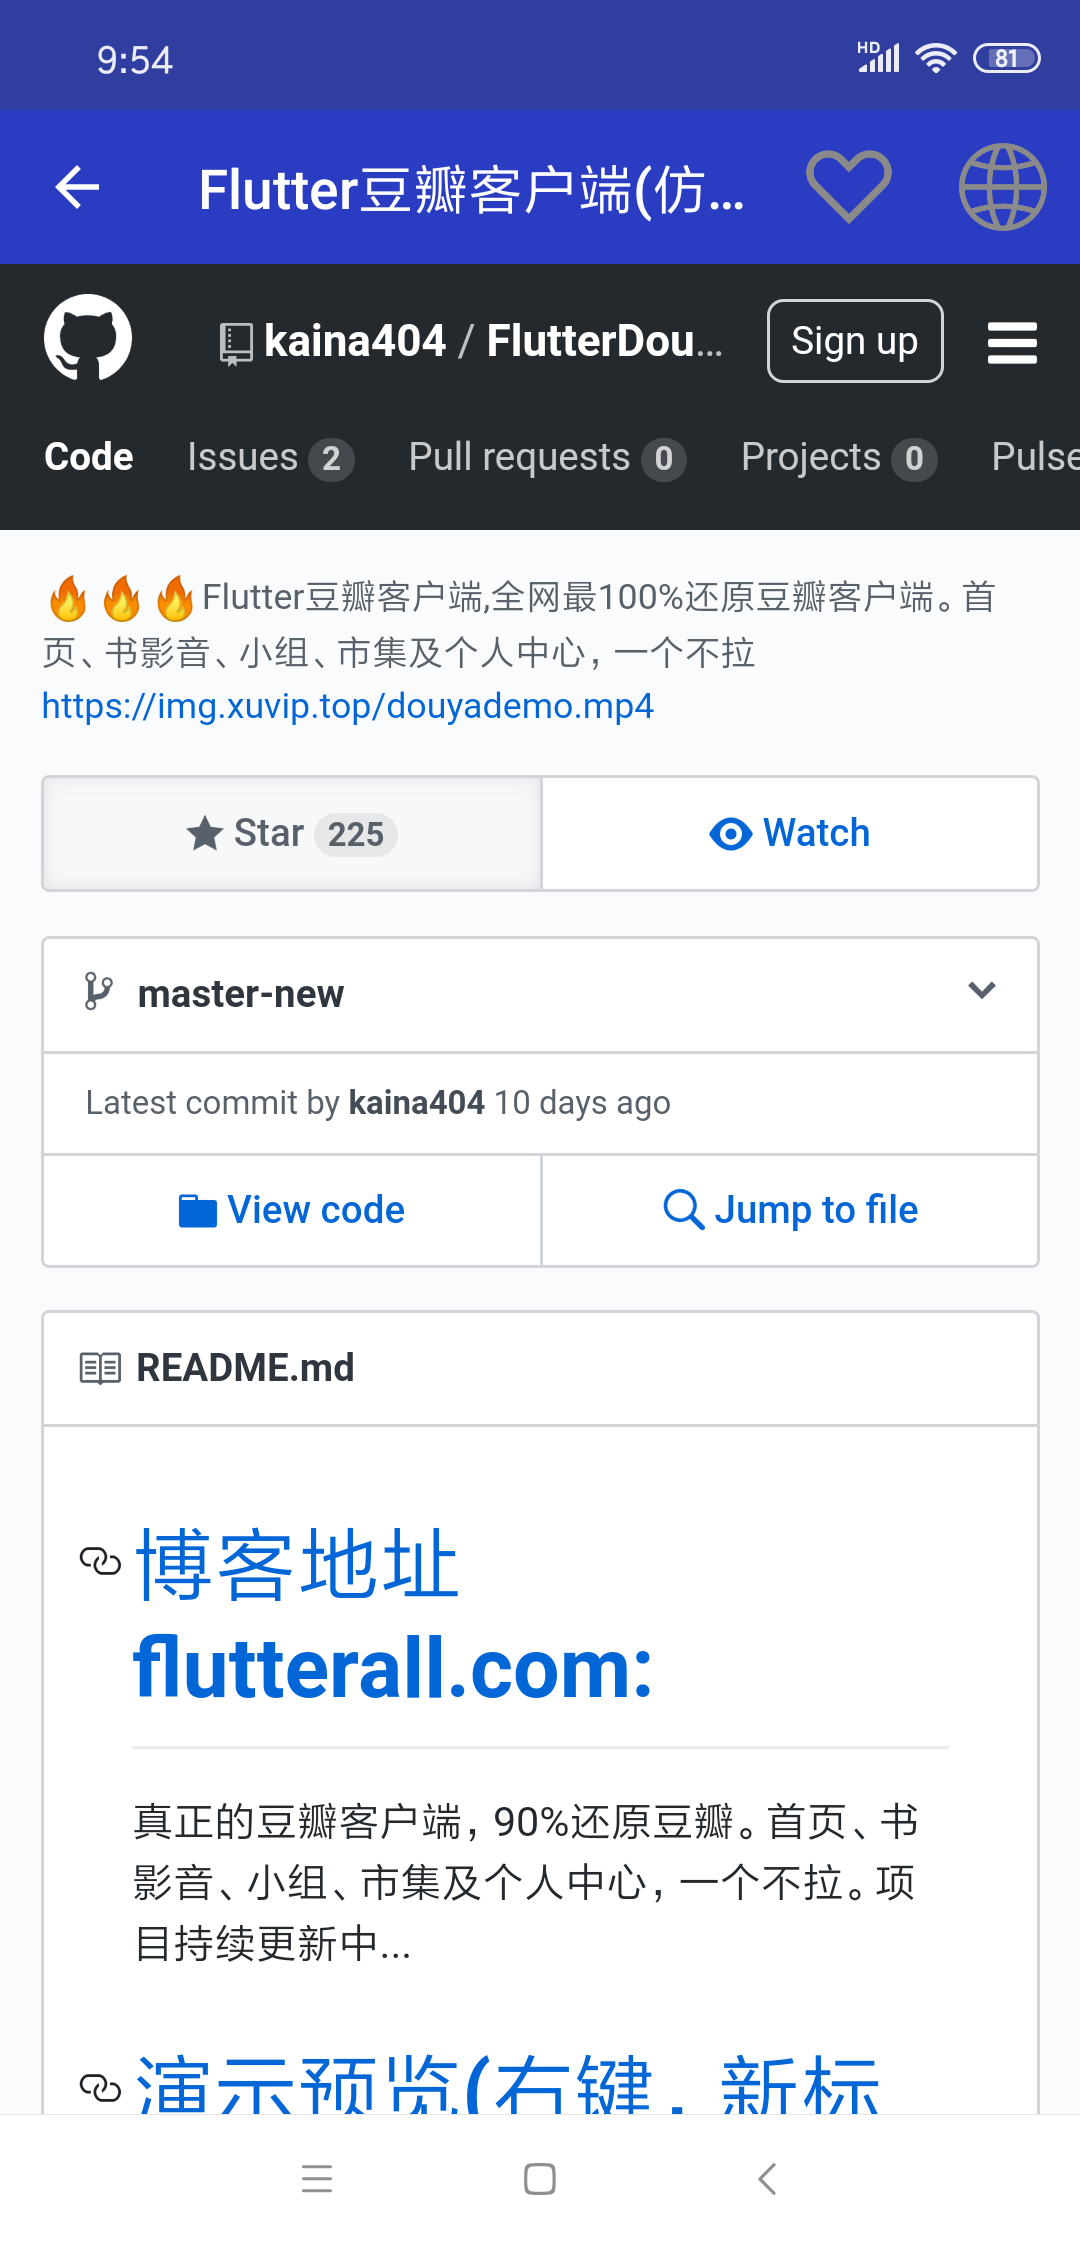 9:54
HD
81
Flutter豆瓣客户端(仿...
kaina404 / FlutterDou...
Sign up
Code Issues 2 Pull requests 0 Projects 0 Pulse
🔥🔥🔥Flutter豆瓣客户端,全网最100%还原豆瓣客户端。首
页、书影音、小组、市集及个人中心，一个不拉
https://img.xuvip.top/douyademo.mp4
Star 225
Watch
master-new
Latest commit by kaina404 10 days ago
View code
Jump to file
README.md
博客地址
flutterall.com:
真正的豆瓣客户端，90%还原豆瓣。首页、书
影音、小组、市集及个人中心，一个不拉。项
目持续更新中...
演示预览(右键，新标